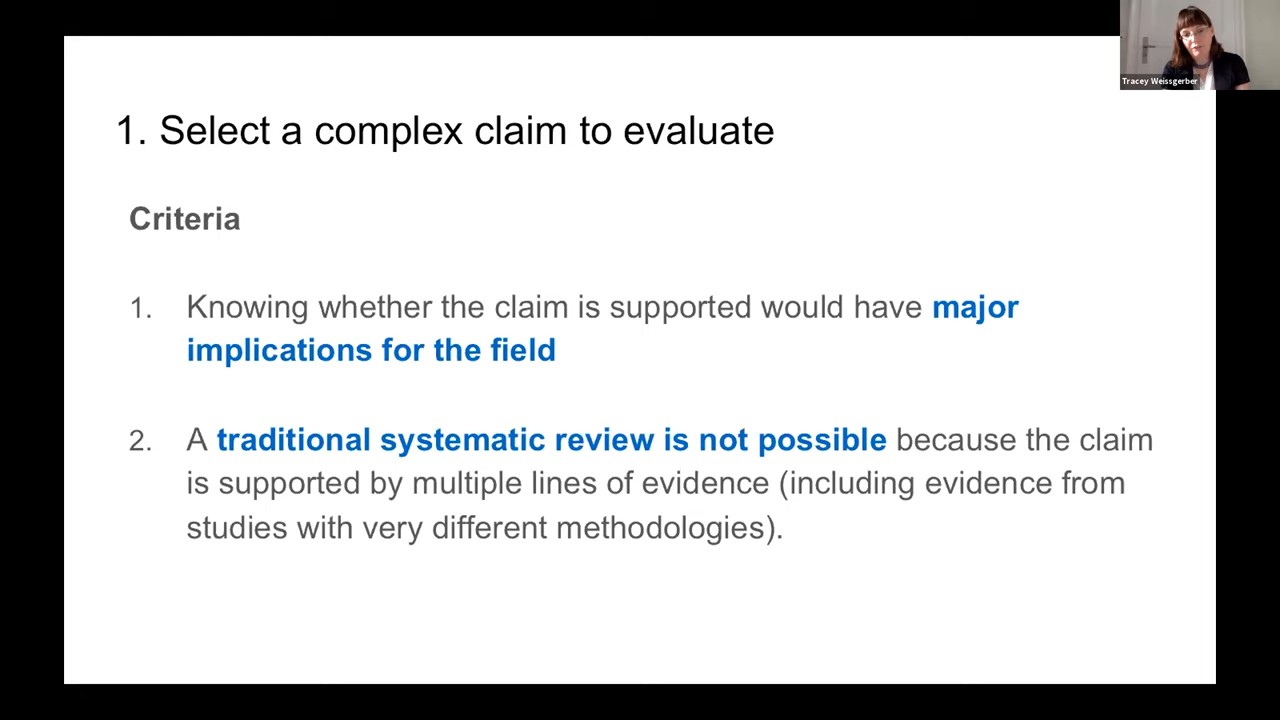 Tracey Weissgerber
1. Select a complex claim to evaluate
Criteria
1. Knowing whether the claim is supported would have major
implications for the field
2. A traditional systematic review is not possible because the claim
is supported by multiple lines of evidence (including evidence from
studies with very different methodologies).